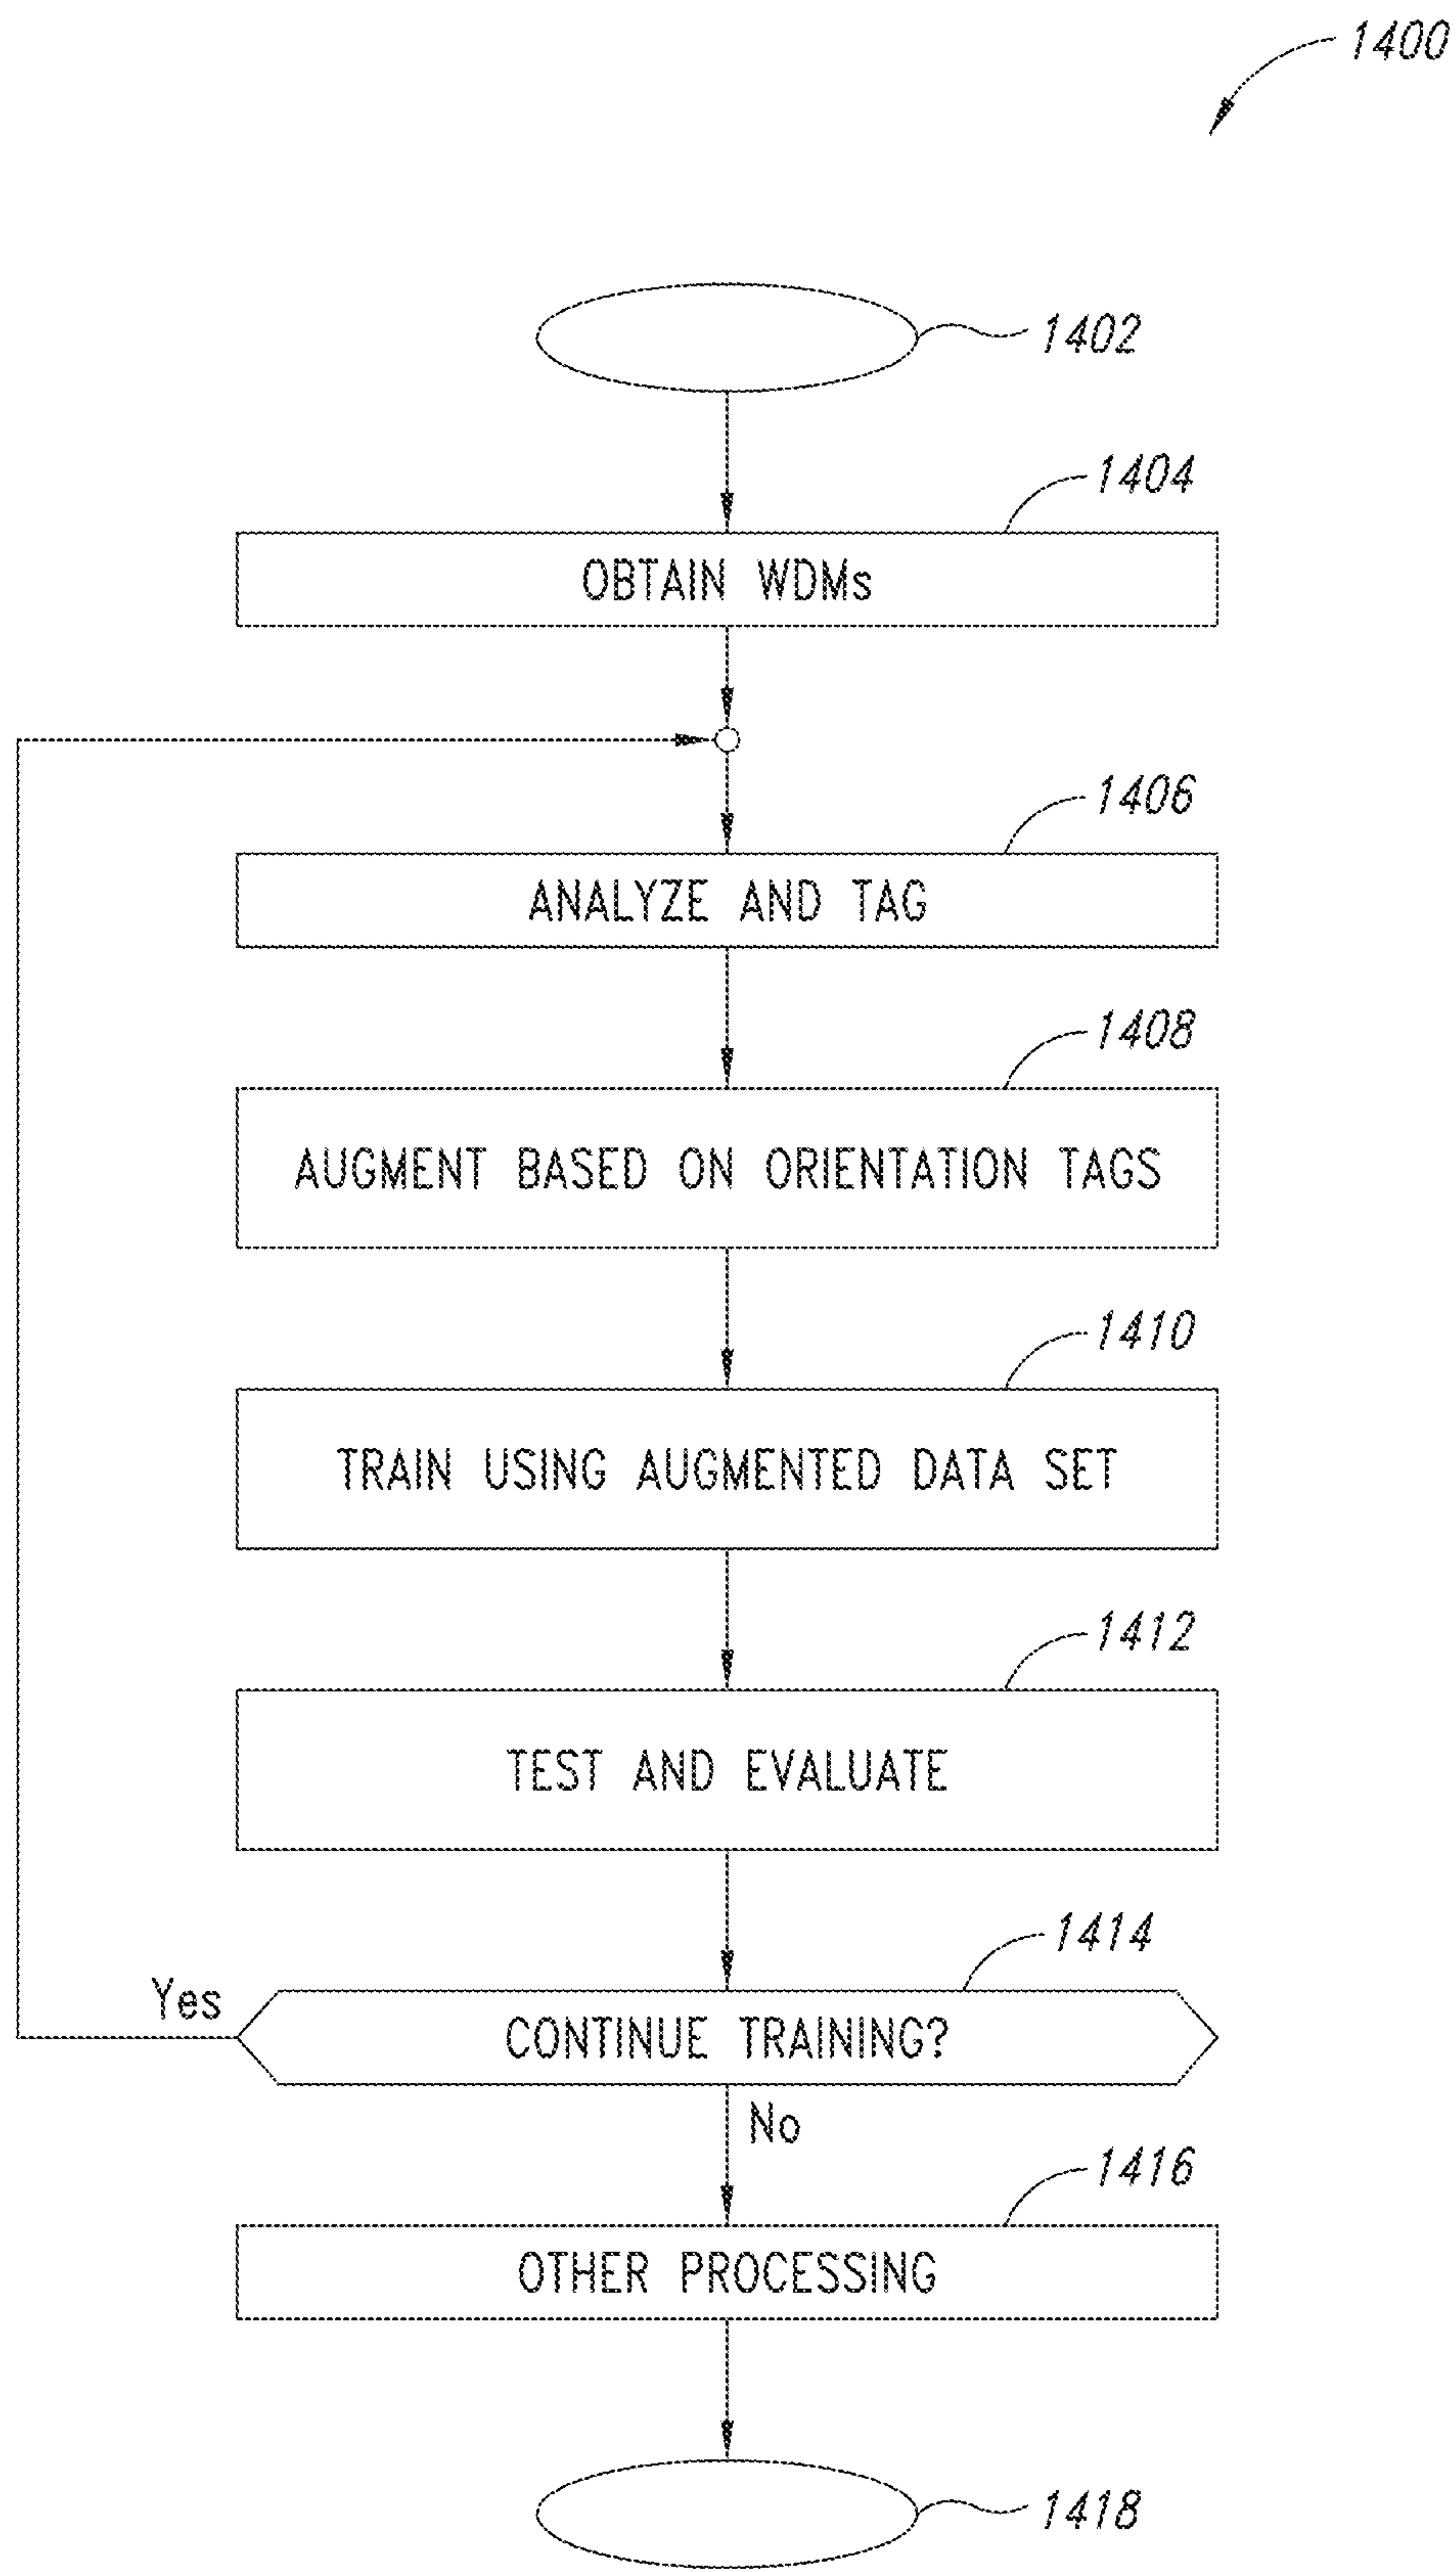 1400
1402
1404
OBTAIN WDMs
1406
ANALYZE AND TAG
1408
AUGMENT BASED ON ORIENTATION TAGS
1410
TRAIN USING AUGMENTED DATA SET
1412
TEST AND EVALUATE
1414
Yes
CONTINUE TRAINING?
No
1416
OTHER PROCESSING
1418